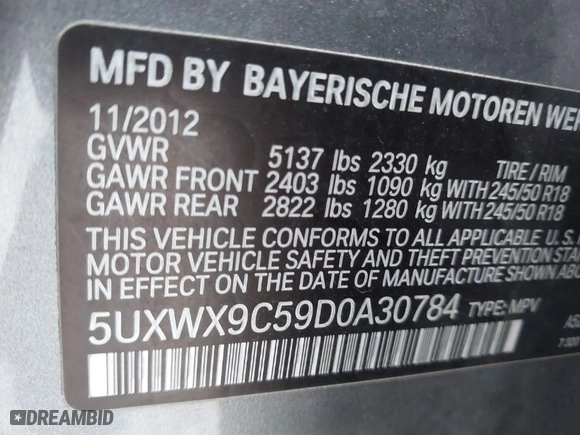 MFD BY BAYERISCHE MOTOREN
11/2012
GVWR 5137 lbs 2330 kg TIRE/RIM
GAWR FRONT 2403 lbs 1090 kg WITH 245/50 R18
GAWR REAR 2822 lbs 1280 kg WITH 245/50 R18
THIS VEHICLE CONFORMS TO ALL APPLICABLE U. S.
MOTOR VEHICLE SAFETY AND THEFT PREVENTION
IN EFFECT ON THE DATE OF MANUFACTURE SHOWN
5UXWX9C59D0A30784 TYPE: MPV
DREAMBID